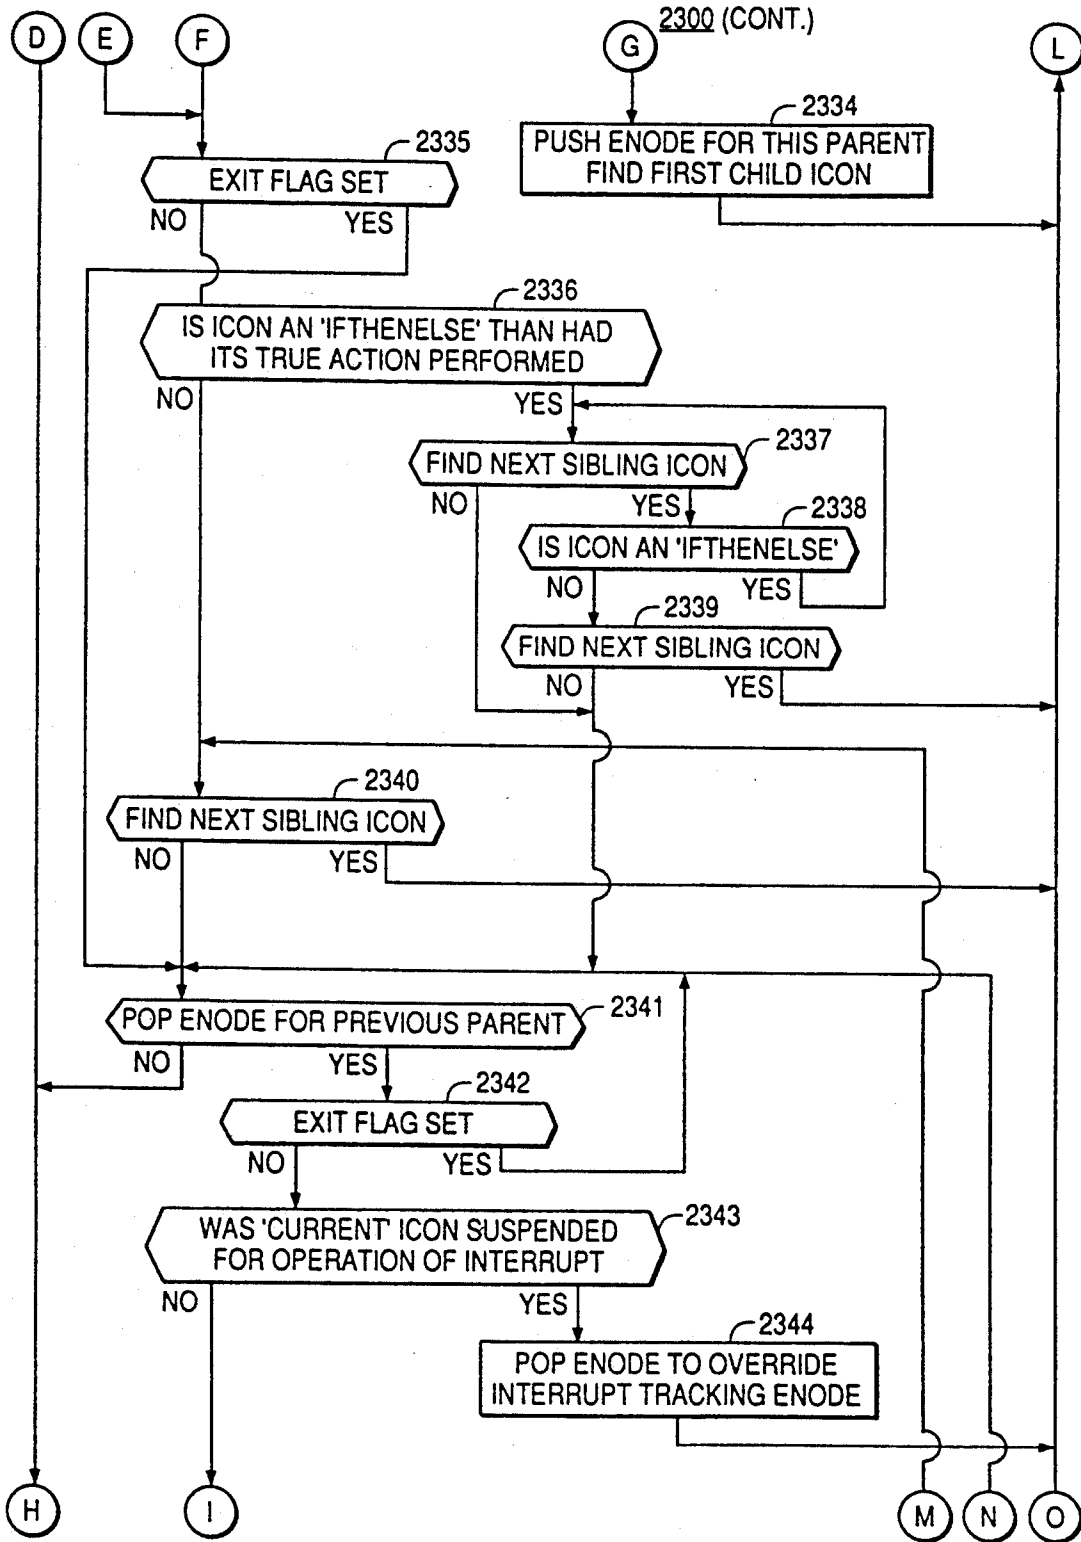 2300 (CONT.)
D
E
F
G
L
2334
PUSH ENODE FOR THIS PARENT
FIND FIRST CHILD ICON
2335
EXIT FLAG SET
NO
YES
2336
IS ICON AN 'IFTHENELSE' THAN HAD
ITS TRUE ACTION PERFORMED
NO
YES
2337
FIND NEXT SIBLING ICON
NO
YES
2338
IS ICON AN 'IFTHENELSE'
NO
YES
2339
FIND NEXT SIBLING ICON
NO
YES
2340
FIND NEXT SIBLING ICON
NO
YES
2341
POP ENODE FOR PREVIOUS PARENT
NO
YES
2342
EXIT FLAG SET
NO
YES
2343
WAS 'CURRENT' ICON SUSPENDED
FOR OPERATION OF INTERRUPT
NO
YES
2344
POP ENODE TO OVERRIDE
INTERRUPT TRACKING ENODE
H
I
M
N
O